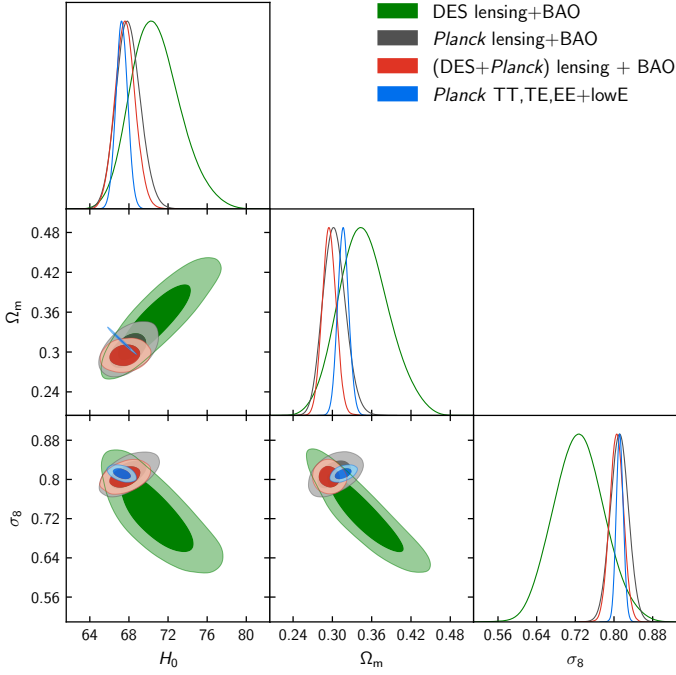 DES lensing+BAO
Planck lensing+BAO
(DES+Planck) lensing + BAO
Planck TT,TE,EE+lowE
0.48
0.42
0.36
0.3
0.24
Ωm
0.88
0.8
0.72
0.64
0.56
σ8
64 68 72 76 80
H0
0.24 0.30 0.36 0.42 0.48
Ωm
0.56 0.64 0.72 0.80 0.88
σ8